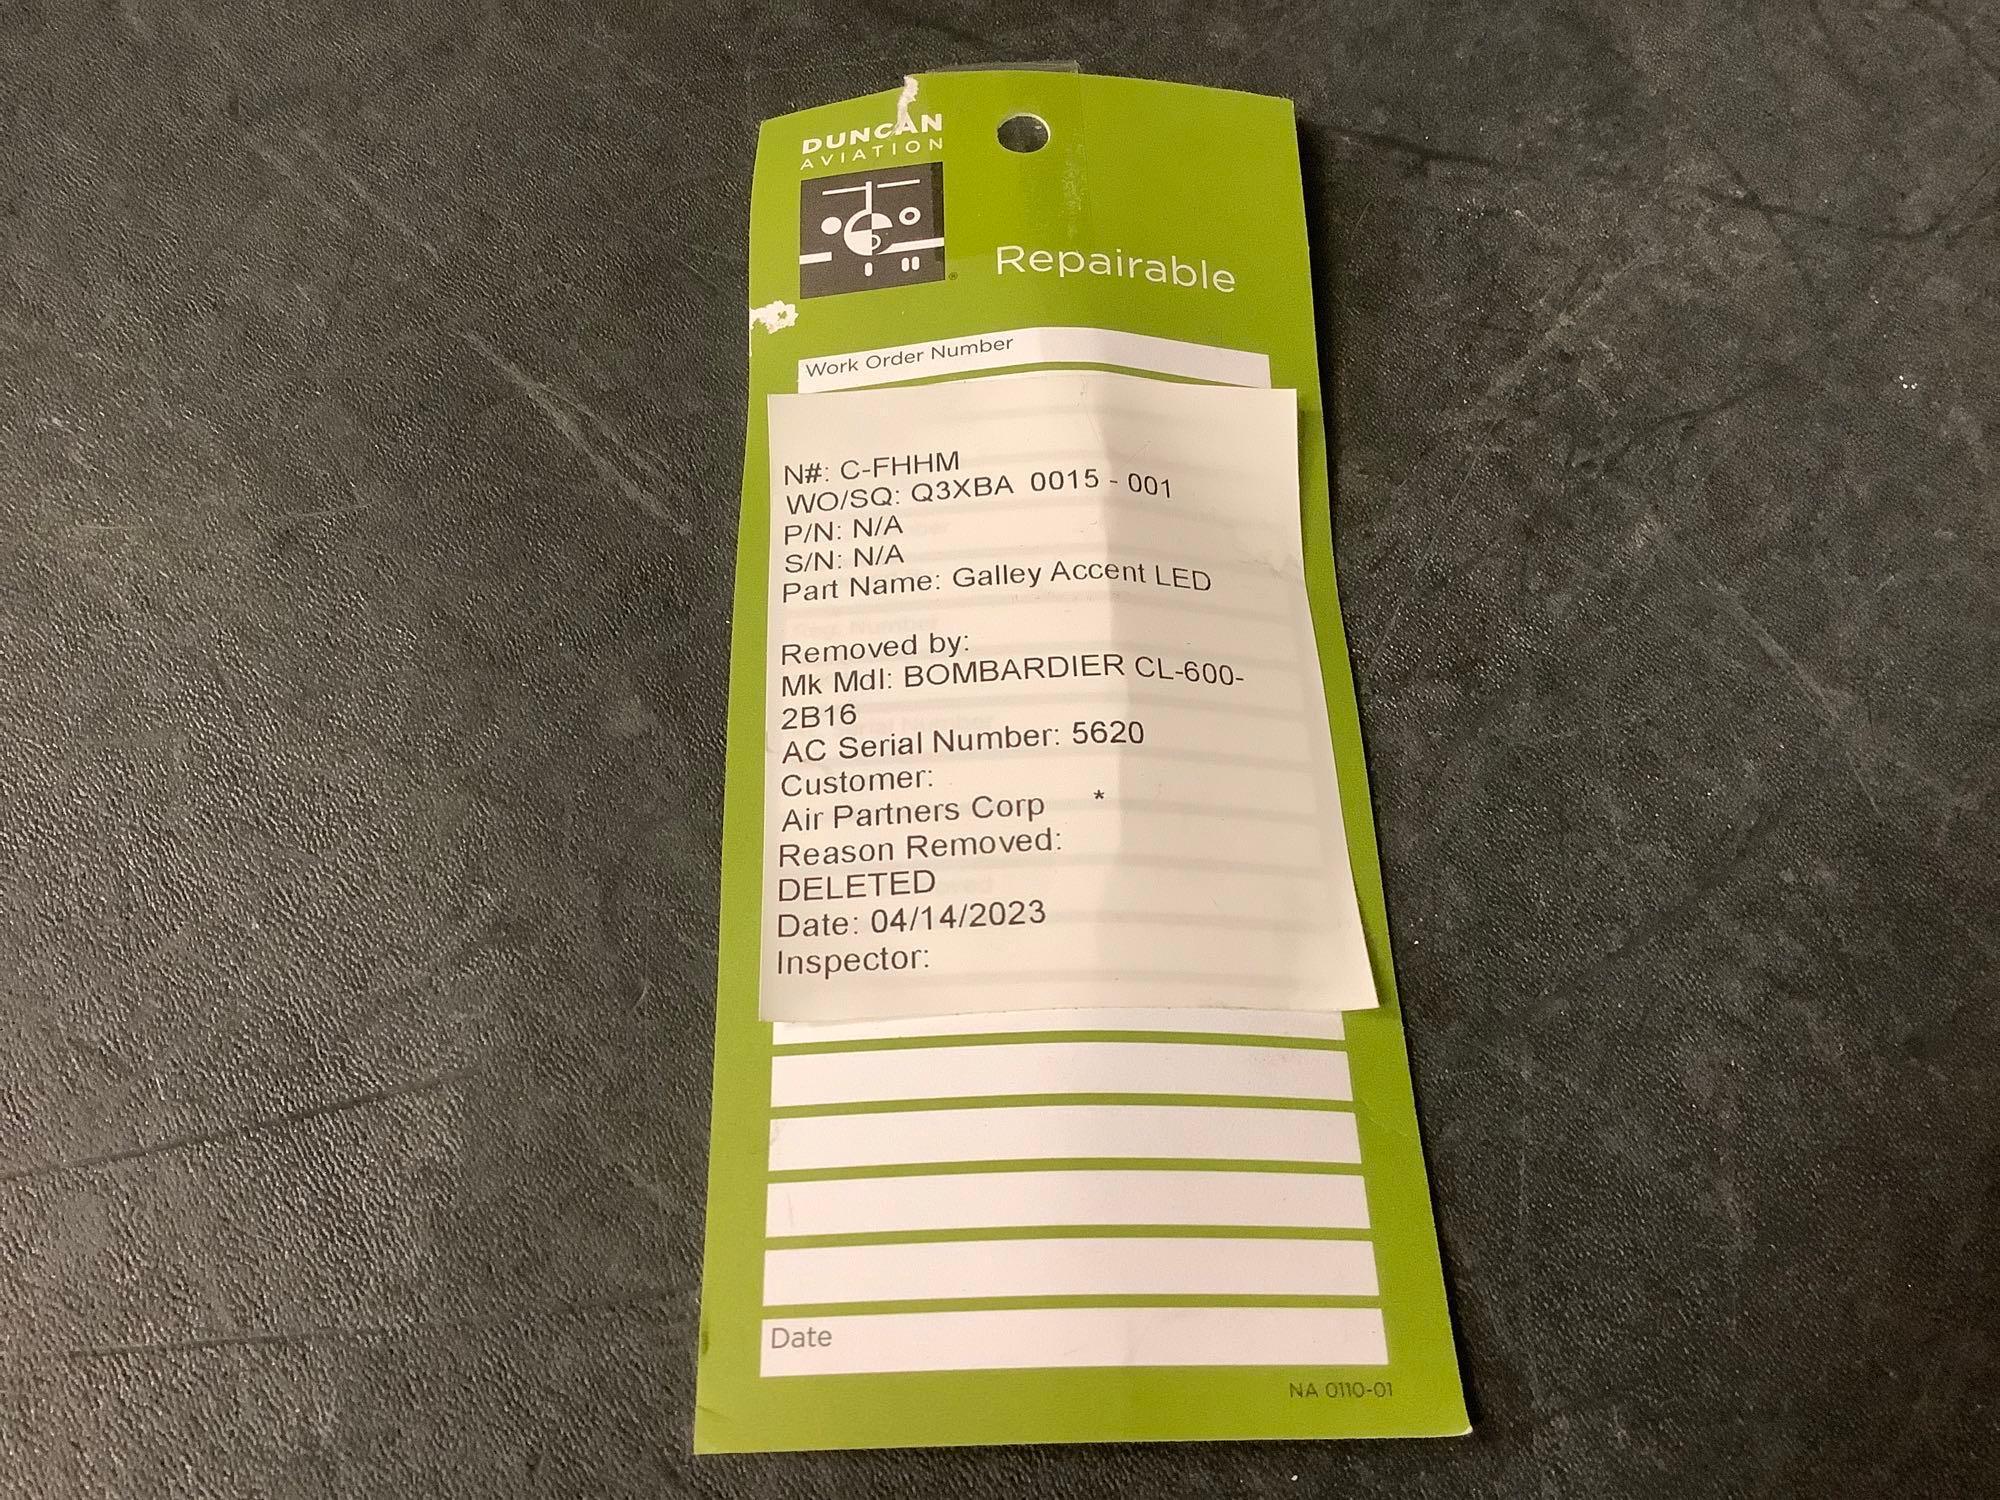 DUNCAN
AVIATION
Repairable
Work Order Number
N#: C-FHHM
WO/SQ: Q3XBA 0015 - 001
P/N: N/A
S/N: N/A
Part Name: Galley Accent LED
Removed by:
Mk Mdl: BOMBARDIER CL-600-
2B16
AC Serial Number: 5620
Customer:
Air Partners Corp *
Reason Removed:
DELETED
Date: 04/14/2023
Inspector:
Date
NA 0110-01